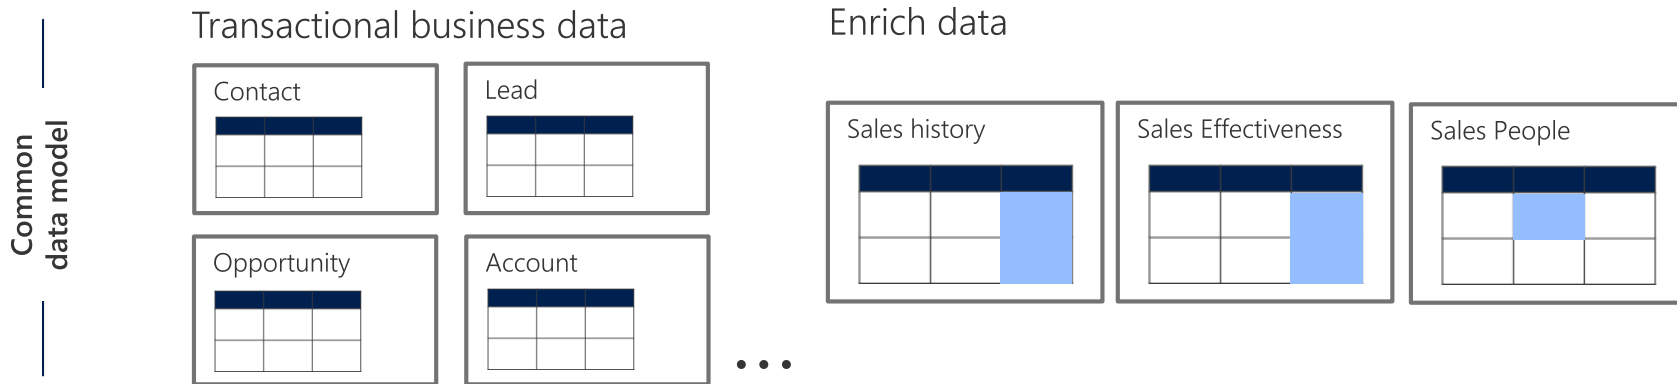 Common
data model
Transactional business data
Contact
Lead
Opportunity
Account
...
Enrich data
Sales history
Sales Effectiveness
Sales People